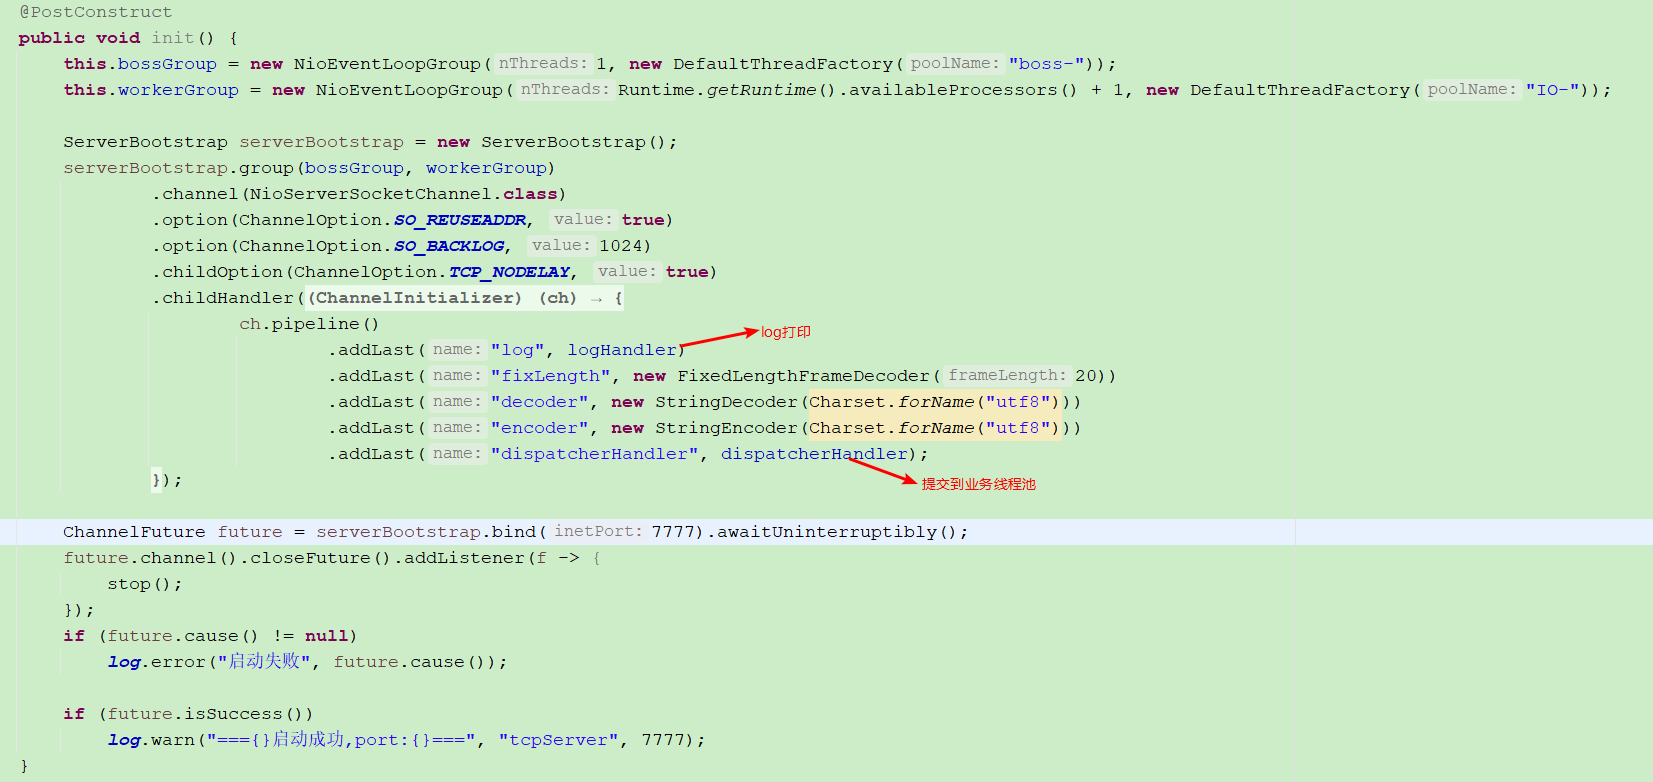 @PostConstruct
public void init() {
this.bossGroup = new NioEventLoopGroup( nThreads: 1, new DefaultThreadFactory( poolName: "boss-"));
this.workerGroup = new NioEventLoopGroup( nThreads: Runtime.getRuntime().availableProcessors() + 1, new DefaultThreadFactory( poolName: "IO-"));
ServerBootstrap serverBootstrap = new ServerBootstrap();
serverBootstrap.group(bossGroup, workerGroup)
.channel(NioServerSocketChannel.class)
.option(ChannelOption.SO_REUSEADDR, value: true)
.option(ChannelOption.SO_BACKLOG, value: 1024)
.childOption(ChannelOption.TCP_NODELAY, value: true)
.childHandler((ChannelInitializer) (ch) → {
ch.pipeline()
log打印
.addLast( name: "log", logHandler)
.addLast( name: "fixLength", new FixedLengthFrameDecoder( frameLength: 20))
.addLast( name: "decoder", new StringDecoder(Charset.forName("utf8")))
.addLast( name: "encoder", new StringEncoder(Charset.forName("utf8")))
.addLast( name: "dispatcherHandler", dispatcherHandler);
});
提交到业务线程池
ChannelFuture future = serverBootstrap.bind( inetPort: 7777).awaitUninterruptibly();
future.channel().closeFuture().addListener(f -> {
stop();
});
if (future.cause() != null)
log.error("启动失败", future.cause());
if (future.isSuccess())
log.warn("==={}启动成功,port:{}===", "tcpServer", 7777);
}